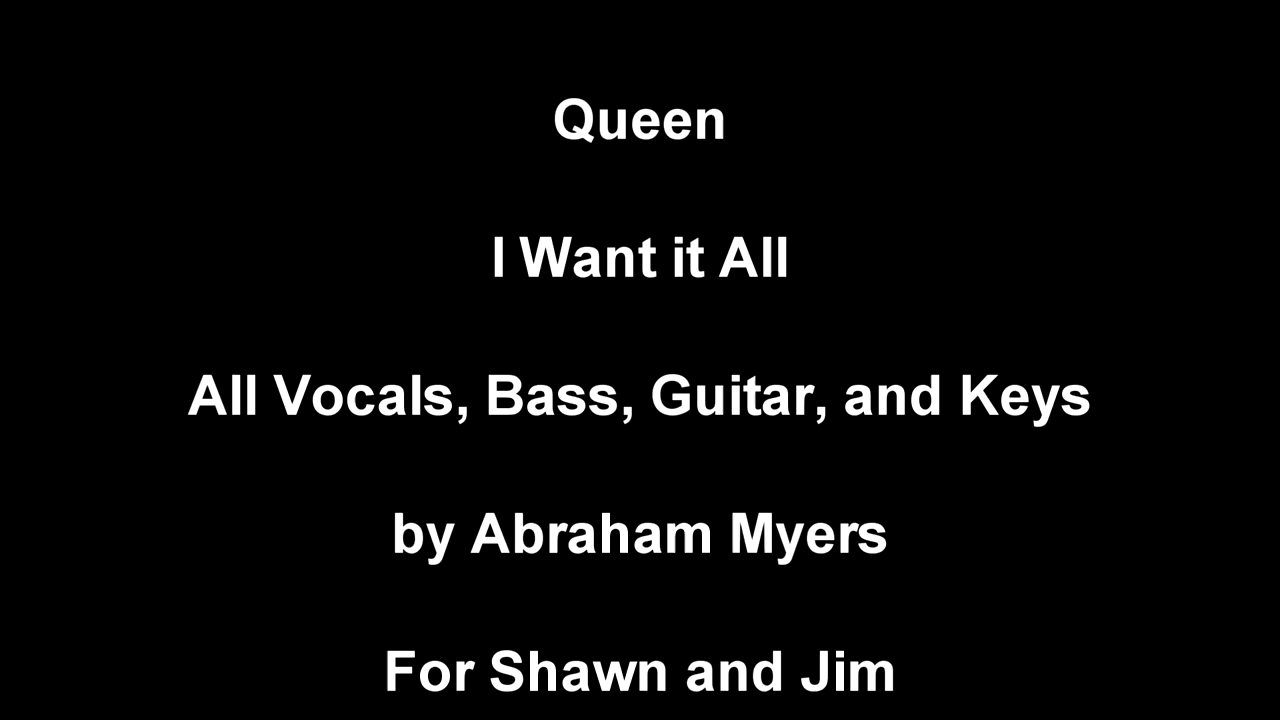 Queen
I Want it All
All Vocals, Bass, Guitar, and Keys
by Abraham Myers
For Shawn and Jim